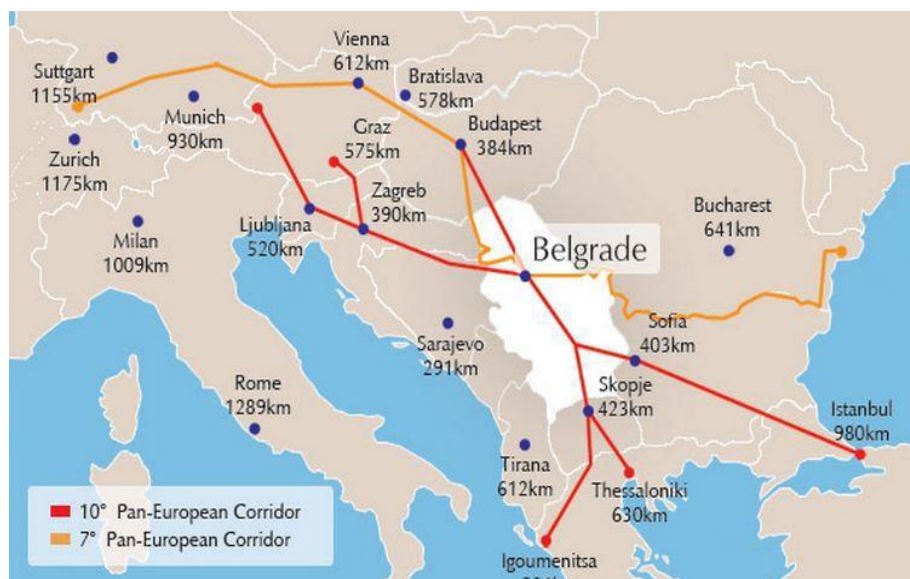 Vienna
612km
Suttgart
1155km
Bratislava
578km
Munich
930km
Graz
575km
Budapest
384km
Zurich
1175km
Zagreb
390km
Bucharest
641km
Milan
1009km
Ljubljana
520km
Belgrade
Sarajevo
291km
Sofia
403km
Rome
1289km
Skopje
423km
Istanbul
980km
Tirana
612km
Thessaloniki
630km
10° Pan-European Corridor
7° Pan-European Corridor
Igoumenitsa